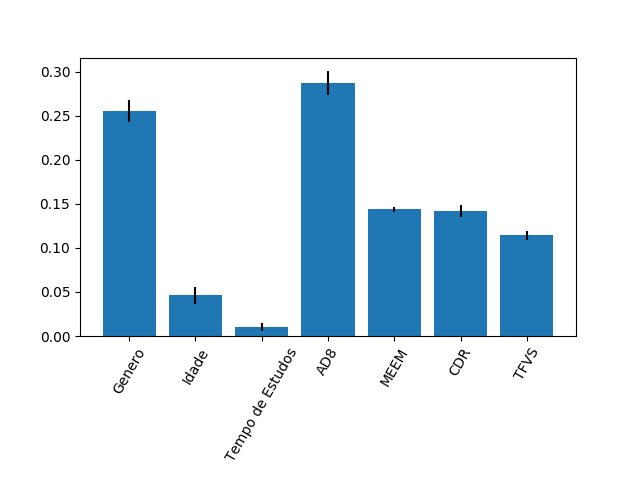 0.30
0.25
0.20
0.15
0.10
0.05
0.00
Genero
Idade
Tempo de Estudos
AD8
MEEM
CDR
TFVS